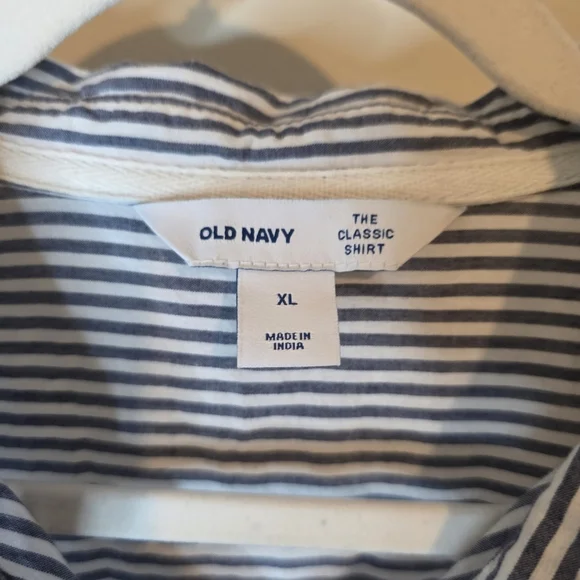 OLD NAVY
THE
CLASSIC
SHIRT
XL
MADE IN
INDIA